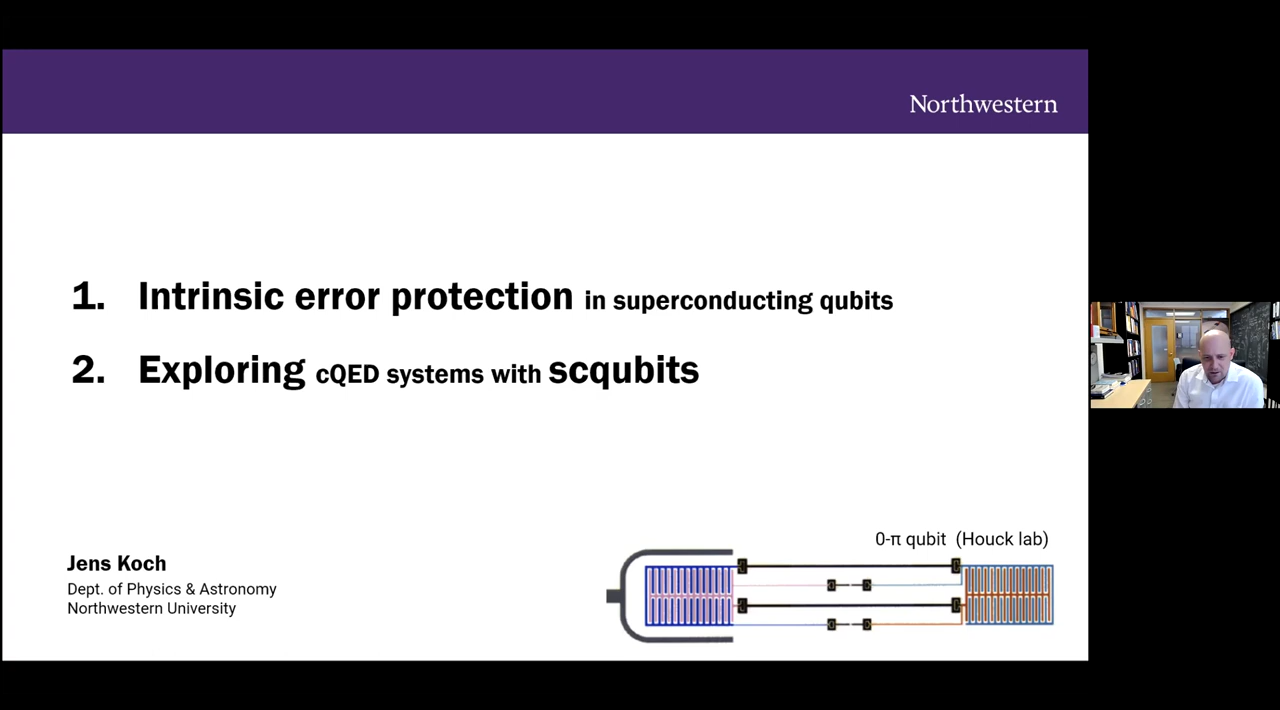 Northwestern
1. Intrinsic error protection in superconducting qubits
2. Exploring cQED systems with scqubits
0-π qubit (Houck lab)
Jens Koch
Dept. of Physics & Astronomy
Northwestern University